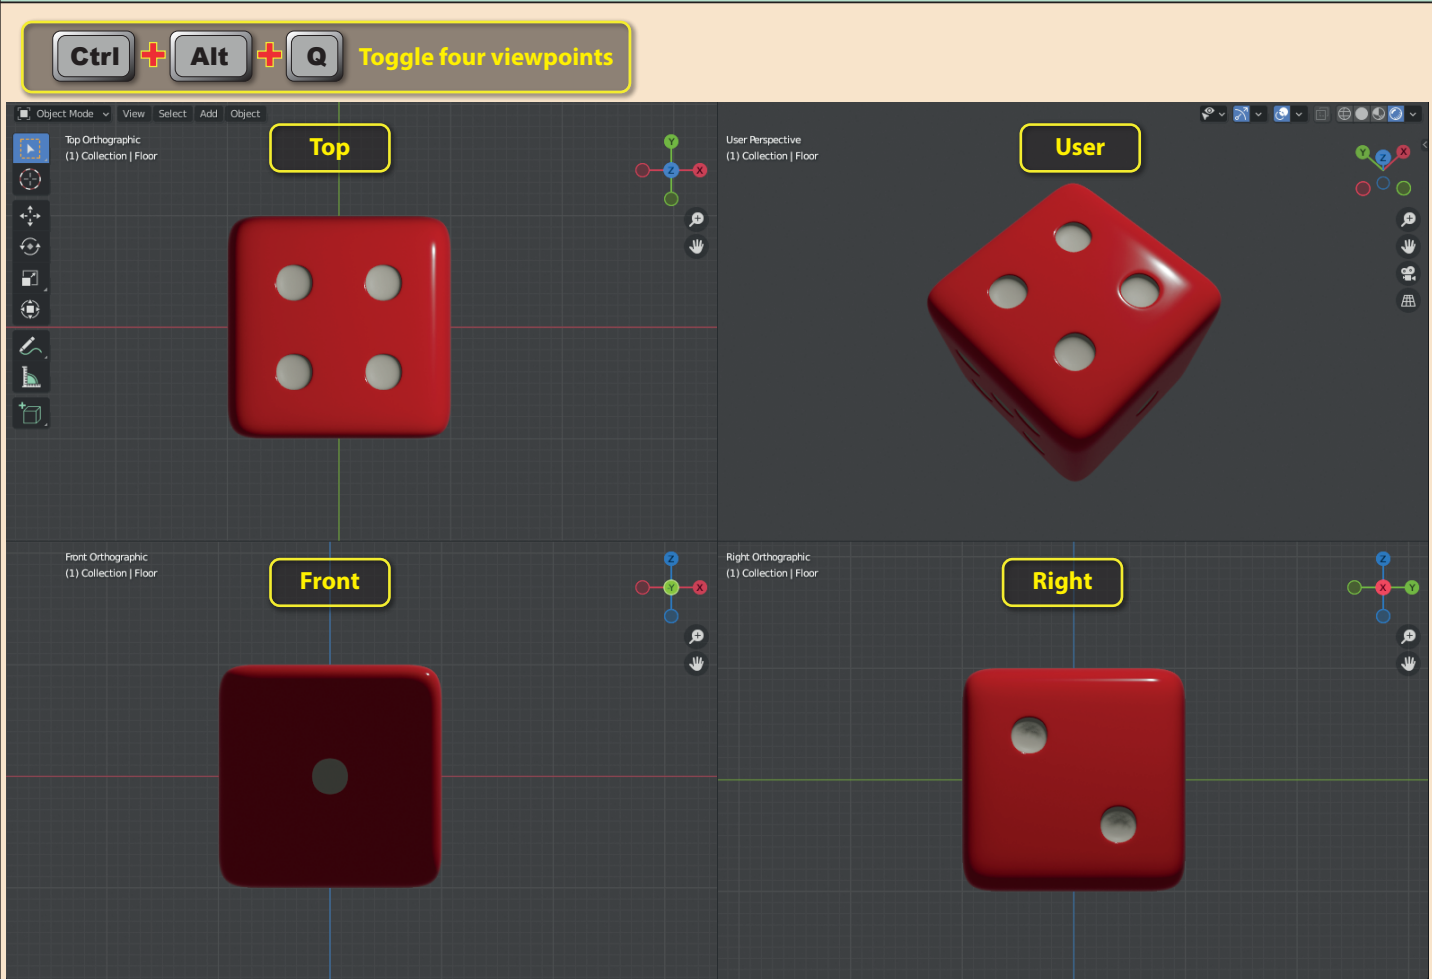 Ctrl + Alt + Q Toggle four viewpoints
Object Mode View Select Add Object
Top Orthographic
(1) Collection | Floor
Top
Y
Z X
User Perspective
(1) Collection | Floor
User
Y Z X
Front Orthographic
(1) Collection | Floor
Front
Z
Y X
Right Orthographic
(1) Collection | Floor
Right
Z
X Y